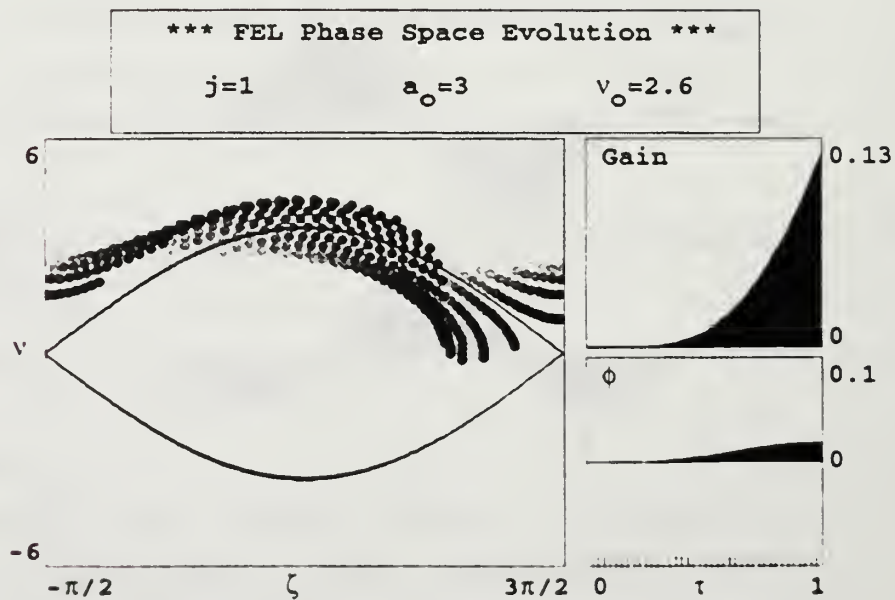 *** FEL Phase Space Evolution ***
j=1 a₀=3 ν₀=2.6
6
ν
-6
-π/2 ζ 3π/2
Gain
0.13
0
ϕ
0.1
0
0 τ 1